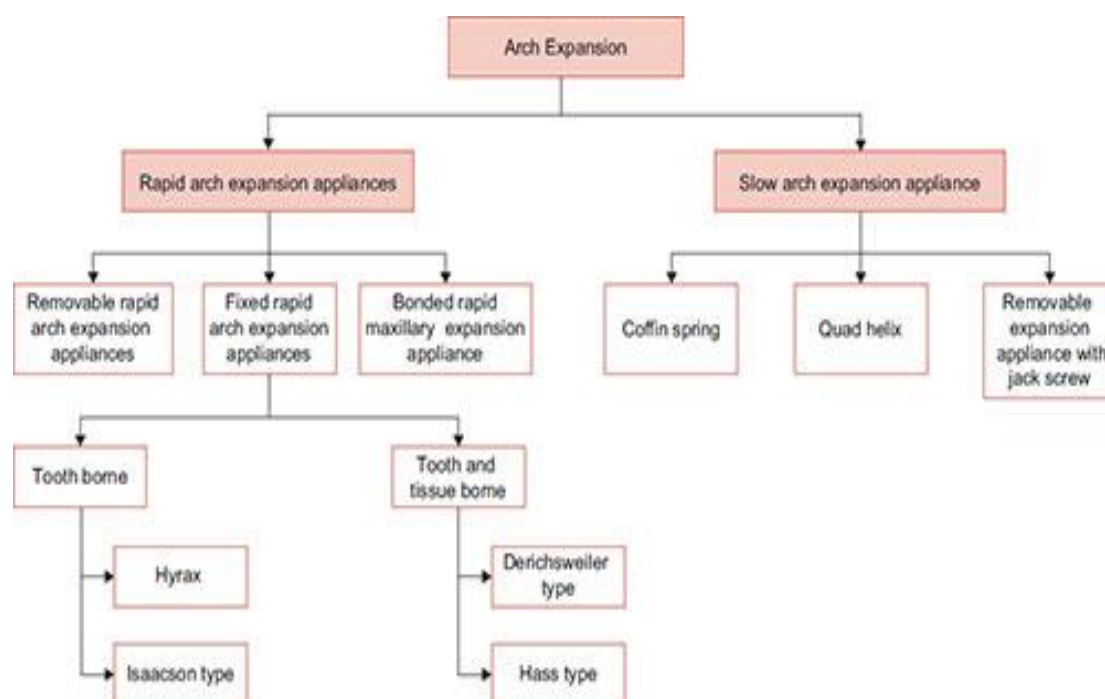 Arch Expansion
Rapid arch expansion appliances
Slow arch expansion appliance
Removable rapid
arch expansion
appliances
Fixed rapid
arch expansion
appliances
Bonded rapid
maxillary expansion
appliance
Coffin spring
Quad helix
Removable
expansion
appliance with
jack screw
Tooth borne
Tooth and
tissue borne
Hyrax
Derichsweiler
type
Isaacson type
Hass type